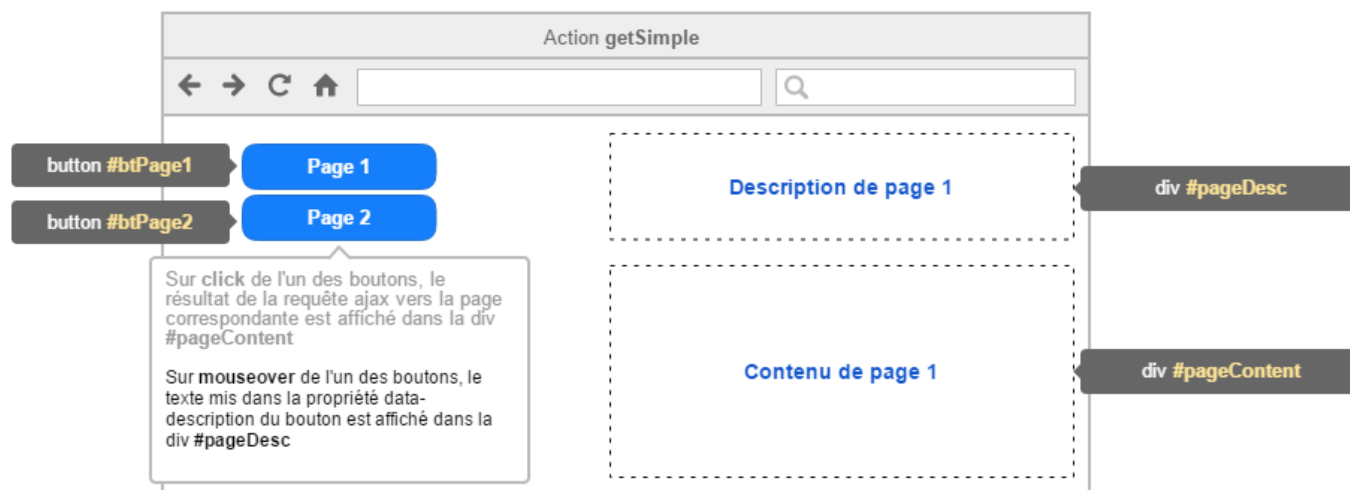 Action getSimple
button #btPage1
Page 1
button #btPage2
Page 2
Sur click de l'un des boutons, le
résultat de la requête ajax vers la page
correspondante est affiché dans la div
#pageContent
Sur mouseover de l'un des boutons, le
texte mis dans la propriété data-
description du bouton est affiché dans la
div #pageDesc
Description de page 1
div #pageDesc
Contenu de page 1
div #pageContent